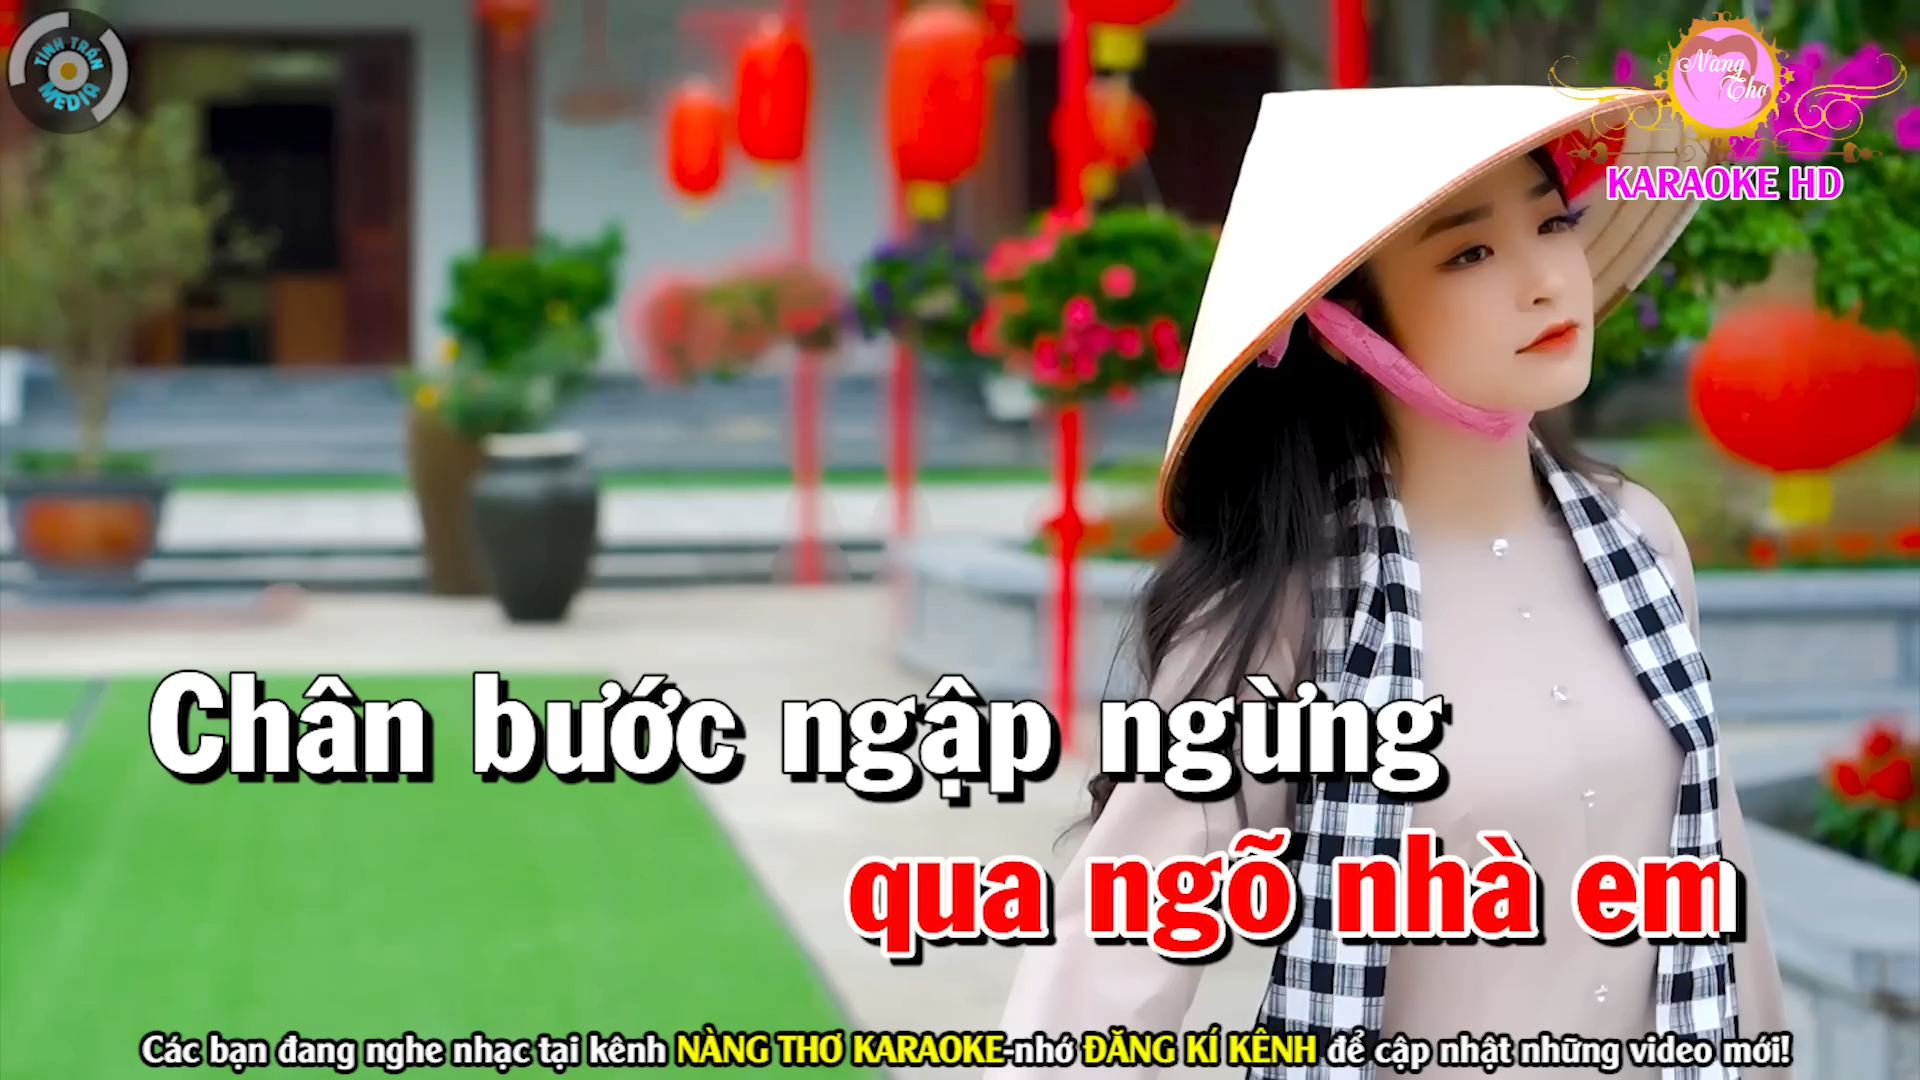 TÌNH TRẦN
MEDIA
Nàng
Thơ
KARAOKE HD
Chân bước ngập ngừng
qua ngõ nhà em
Các bạn đang nghe nhạc tại kênh NÀNG THƠ KARAOKE-nhớ ĐĂNG KÍ KÊNH để cập nhật những video mới!